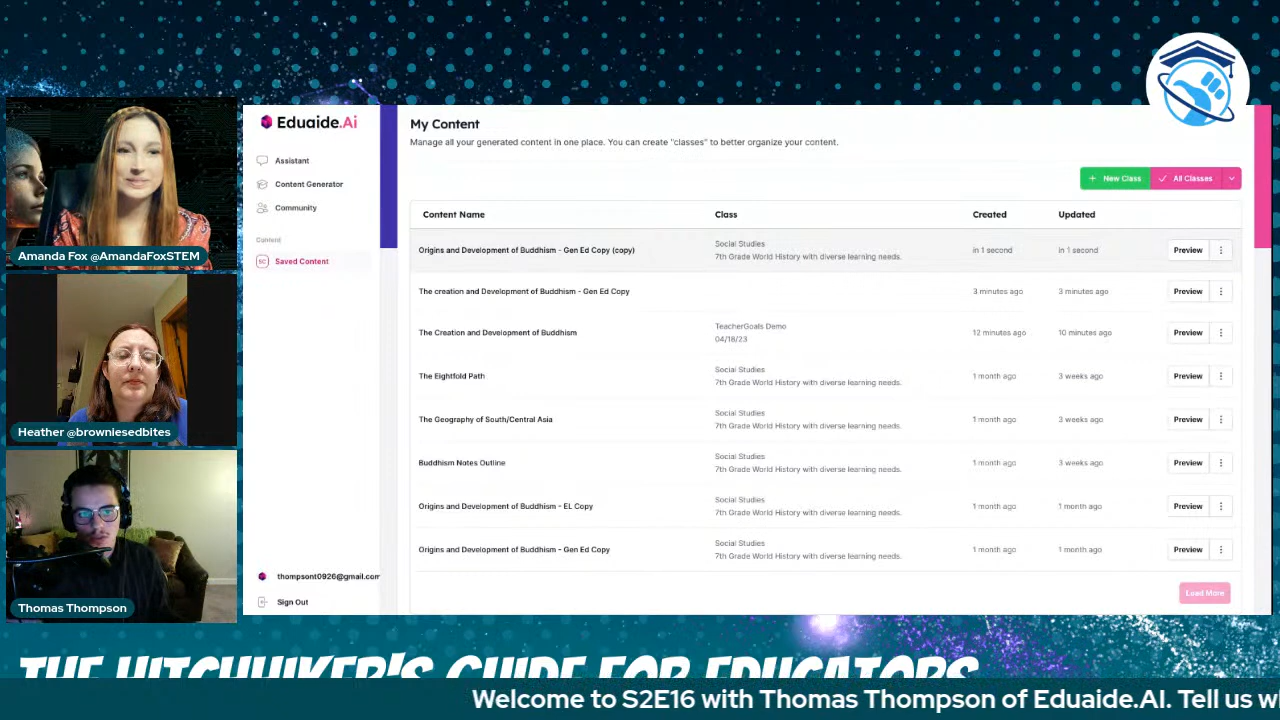 Amanda Fox @AmandaFoxSTEM
Heather @browniesedbites
Thomas Thompson
Eduaide.Ai
Assistant
Content Generator
Community
Content
SC Saved Content
thompsont0926@gmail.com
Sign Out
My Content
Manage all your generated content in one place. You can create "classes" to better organize your content.
+ New Class ✓ All Classes
Content Name Class Created Updated
Origins and Development of Buddhism - Gen Ed Copy (copy) Social Studies in 1 second in 1 second Preview
7th Grade World History with diverse learning needs.
The creation and Development of Buddhism - Gen Ed Copy 3 minutes ago 3 minutes ago Preview
The Creation and Development of Buddhism TeacherGoals Demo 12 minutes ago 10 minutes ago Preview
04/18/23
The Eightfold Path Social Studies 1 month ago 3 weeks ago Preview
7th Grade World History with diverse learning needs.
The Geography of South/Central Asia Social Studies 1 month ago 3 weeks ago Preview
7th Grade World History with diverse learning needs.
Buddhism Notes Outline Social Studies 1 month ago 3 weeks ago Preview
7th Grade World History with diverse learning needs.
Origins and Development of Buddhism - EL Copy Social Studies 1 month ago 1 month ago Preview
7th Grade World History with diverse learning needs.
Origins and Development of Buddhism - Gen Ed Copy Social Studies 1 month ago 1 month ago Preview
7th Grade World History with diverse learning needs.
Load More
THE HITCHHIKER'S GUIDE FOR EDUCATORS
Welcome to S2E16 with Thomas Thompson of Eduaide.AI. Tell us w